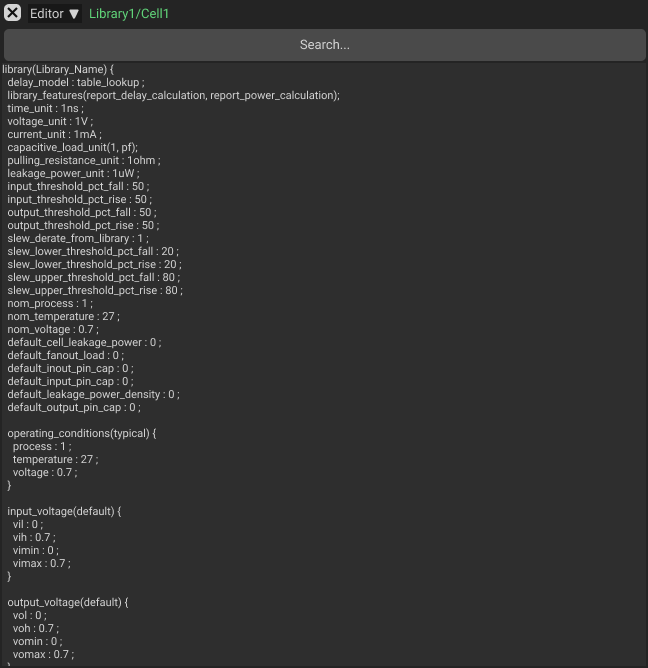 Editor ▼ Library1/Cell1
Search...
library(Library_Name) {
delay_model : table_lookup ;
library_features(report_delay_calculation, report_power_calculation);
time_unit : 1ns ;
voltage_unit : 1V ;
current_unit : 1mA ;
capacitive_load_unit(1, pf);
pulling_resistance_unit : 1ohm ;
leakage_power_unit : 1uW ;
input_threshold_pct_fall : 50 ;
input_threshold_pct_rise : 50 ;
output_threshold_pct_fall : 50 ;
output_threshold_pct_rise : 50 ;
slew_derate_from_library : 1 ;
slew_lower_threshold_pct_fall : 20 ;
slew_lower_threshold_pct_rise : 20 ;
slew_upper_threshold_pct_fall : 80 ;
slew_upper_threshold_pct_rise : 80 ;
nom_process : 1 ;
nom_temperature : 27 ;
nom_voltage : 0.7 ;
default_cell_leakage_power : 0 ;
default_fanout_load : 0 ;
default_inout_pin_cap : 0 ;
default_input_pin_cap : 0 ;
default_leakage_power_density : 0 ;
default_output_pin_cap : 0 ;
operating_conditions(typical) {
process : 1 ;
temperature : 27 ;
voltage : 0.7 ;
}
input_voltage(default) {
vil : 0 ;
vih : 0.7 ;
vimin : 0 ;
vimax : 0.7 ;
}
output_voltage(default) {
vol : 0 ;
voh : 0.7 ;
vomin : 0 ;
vomax : 0.7 ;
}